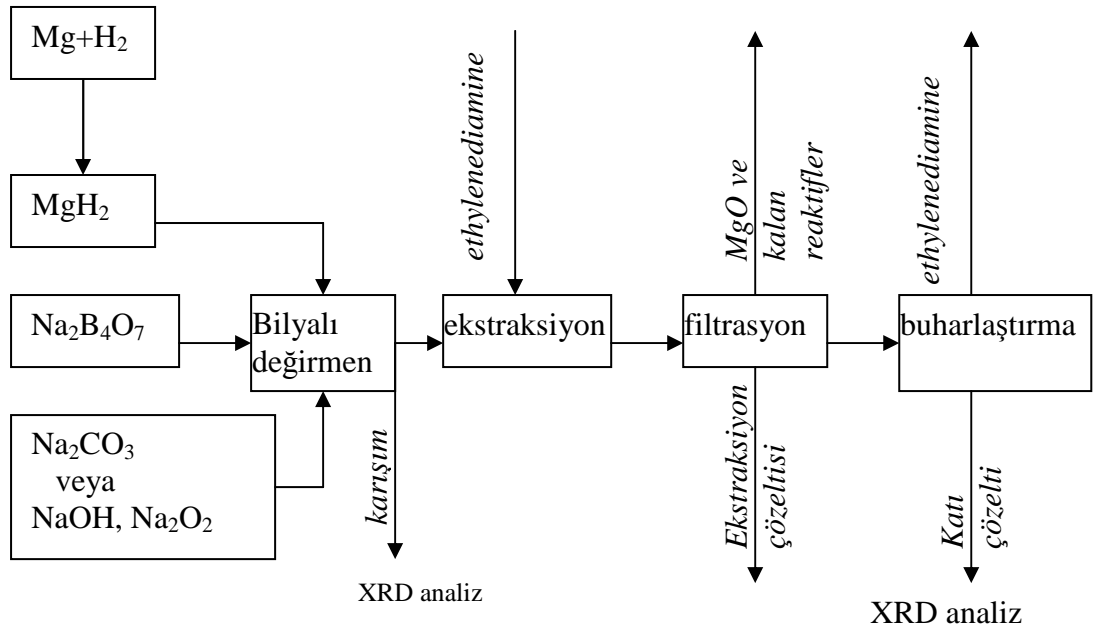 Mg+H₂
MgH₂
Na₂B₄O₇
Na₂CO₃
veya
NaOH, Na₂O₂
Bilyalı
değirmen
karışım
XRD analiz
ethylenediamine
ekstraksiyon
MgO ve
kalan
reaktifler
filtrasyon
Ekstraksiyon
çözeltisi
ethylenediamine
buharlaştırma
Katı
çözelti
XRD analiz